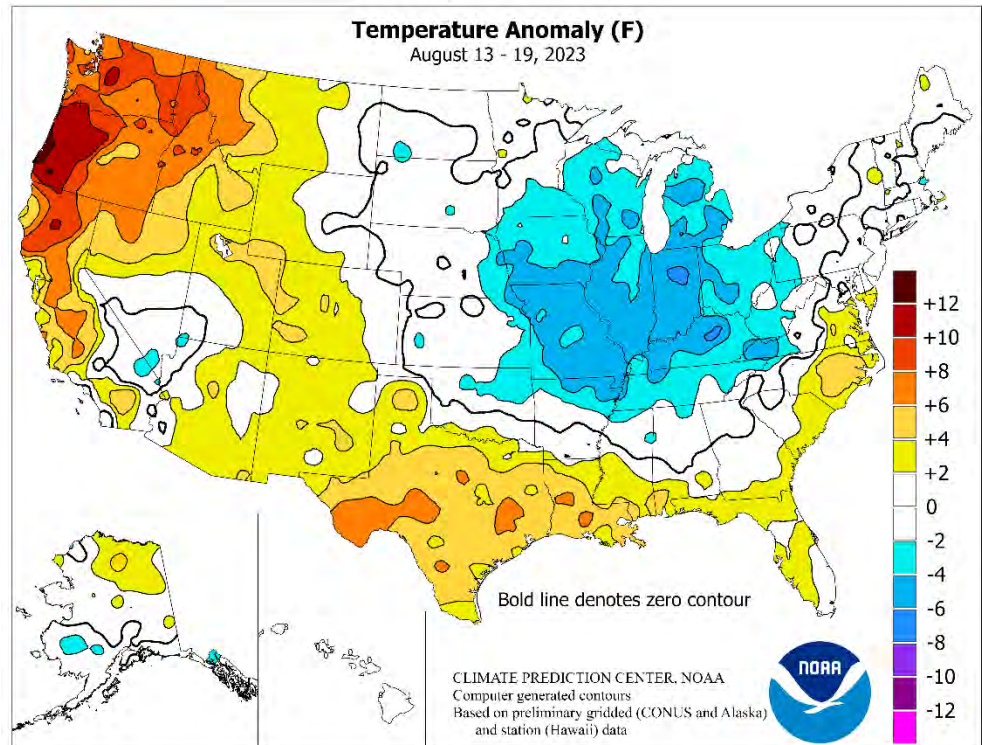 Temperature Anomaly (F)
August 13 - 19, 2023
+12
+10
+8
+6
+4
+2
0
-2
-4
-6
-8
-10
-12
Bold line denotes zero contour
CLIMATE PREDICTION CENTER, NOAA
Computer generated contours
Based on preliminary gridded (CONUS and Alaska)
and station (Hawaii) data
NOAA